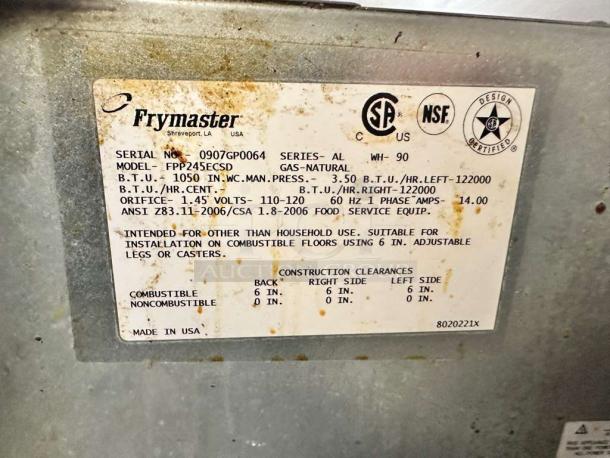 Frymaster
Shreveport, LA USA
SA ® NSF® DESIGN CERTIFIED
C US
SERIAL NO. 0907GP0064 SERIES- AL WH- 90
MODEL- FPP245ECSD GAS-NATURAL
B.T.U.- 1050 IN.WC.MAN.PRESS.- 3.50 B.T.U./HR.LEFT-122000
B.T.U./HR.CENT.- B.T.U./HR.RIGHT-122000
ORIFICE- 1.45 VOLTS- 110-120 60 HZ 1 PHASE AMPS- 14.00
ANSI Z83.11-2006/CSA 1.8-2006 FOOD SERVICE EQUIP.
INTENDED FOR OTHER THAN HOUSEHOLD USE. SUITABLE FOR
INSTALLATION ON COMBUSTIBLE FLOORS USING 6 IN. ADJUSTABLE
LEGS OR CASTERS.
CONSTRUCTION CLEARANCES
BACK RIGHT SIDE LEFT SIDE
COMBUSTIBLE 6 IN. 6 IN. 6 IN.
NONCOMBUSTIBLE 0 IN. 0 IN. 0 IN.
MADE IN USA 8020221X